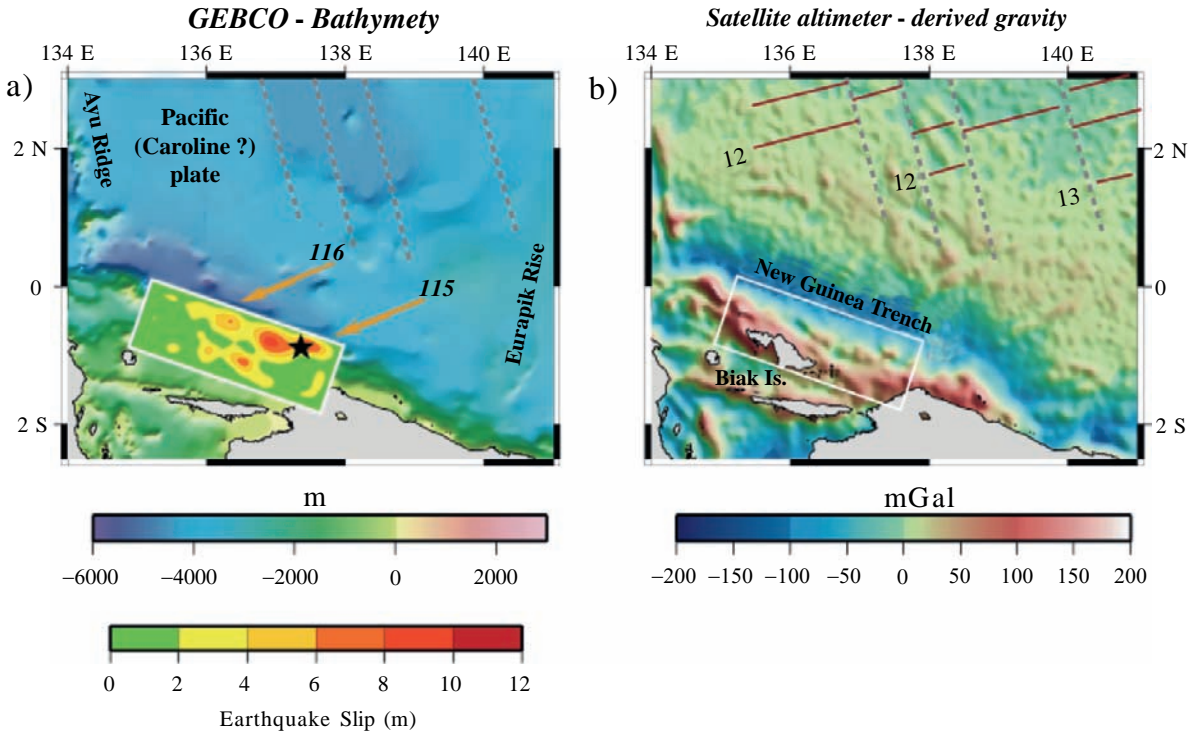 GEBCO - Bathymety
134 E 136 E 138 E 140 E
a)
Ayu Ridge
Pacific
(Caroline ?)
plate
2 N
0
2 S
116
115
Eurapik Rise
m
−6000 −4000 −2000 0 2000
0 2 4 6 8 10 12
Earthquake Slip (m)
Satellite altimeter - derived gravity
134 E 136 E 138 E 140 E
b)
12
12
13
2 N
0
2 S
New Guinea Trench
Biak Is.
mGal
−200 −150 −100 −50 0 50 100 150 200